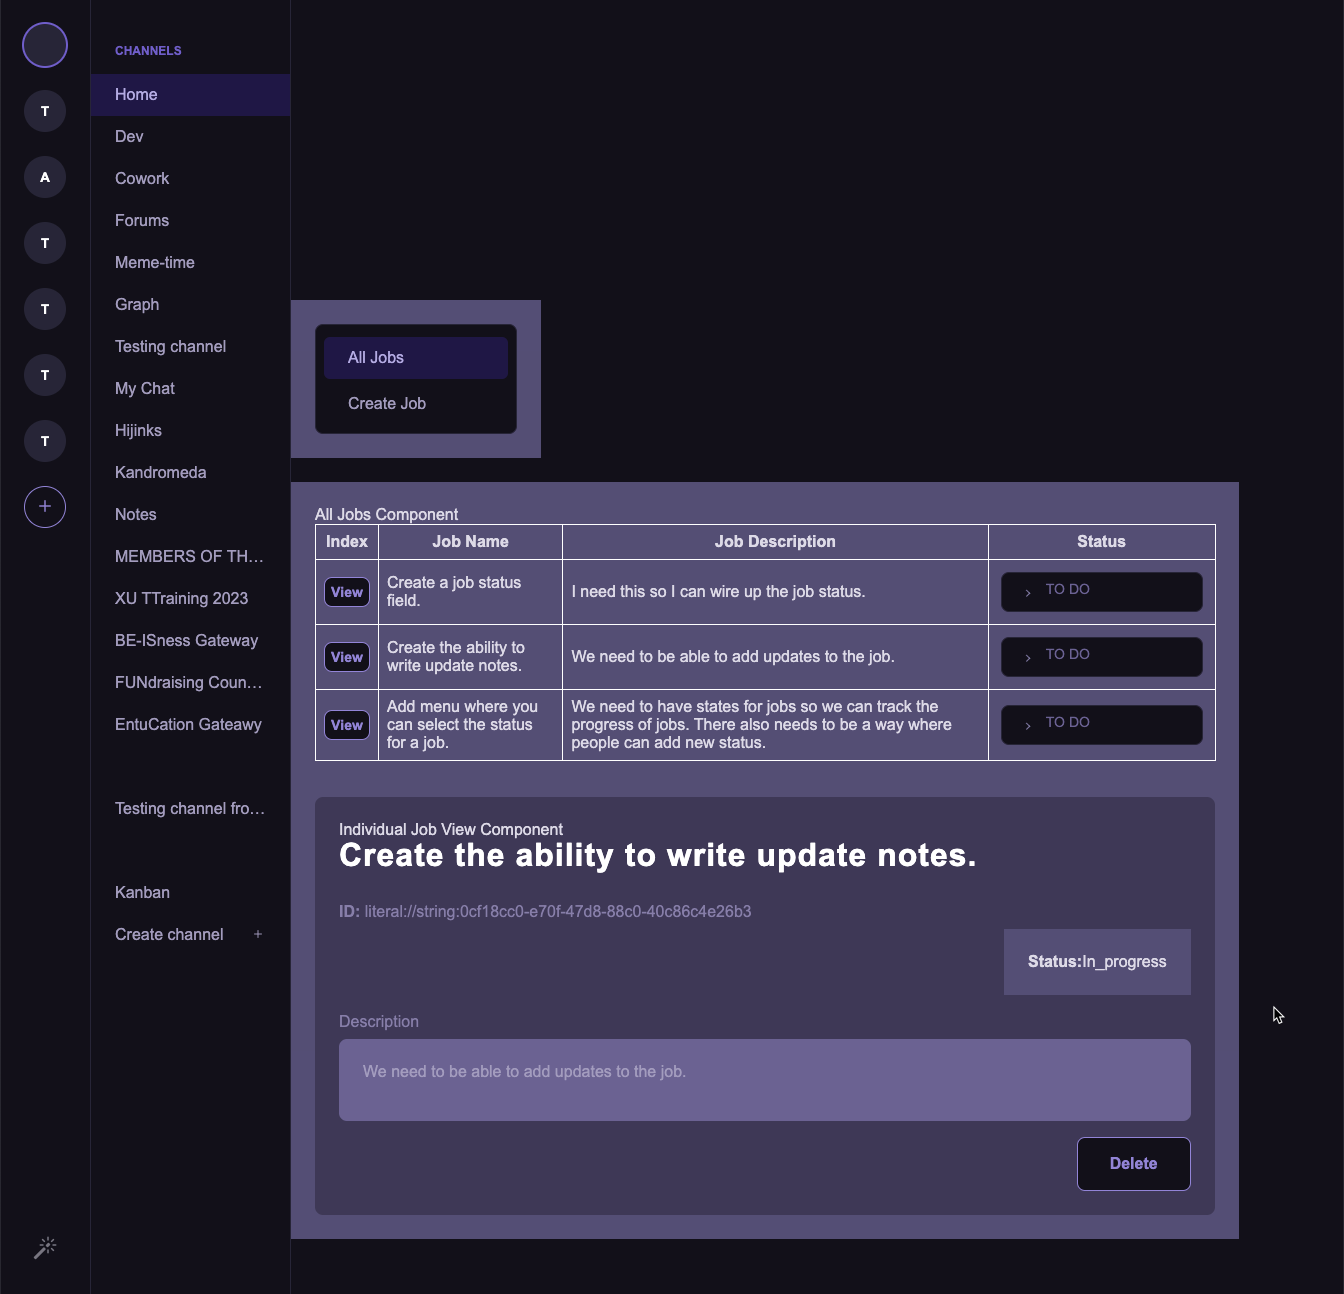 T
A
T
T
T
T
+
CHANNELS
Home
Dev
Cowork
Forums
Meme-time
Graph
Testing channel
My Chat
Hijinks
Kandromeda
Notes
MEMBERS OF TH...
XU TTraining 2023
BE-ISness Gateway
FUNdraising Coun...
EntuCation Gateawy
Testing channel fro...
Kanban
Create channel +
All Jobs
Create Job
All Jobs Component
Index Job Name Job Description Status
View Create a job status
field. I need this so I can wire up the job status. › TO DO
View Create the ability to
write update notes. We need to be able to add updates to the job. › TO DO
View Add menu where you
can select the status
for a job. We need to have states for jobs so we can track the
progress of jobs. There also needs to be a way where
people can add new status. › TO DO
Individual Job View Component
Create the ability to write update notes.
ID: literal://string:0cf18cc0-e70f-47d8-88c0-40c86c4e26b3
Status:In_progress
Description
We need to be able to add updates to the job.
Delete